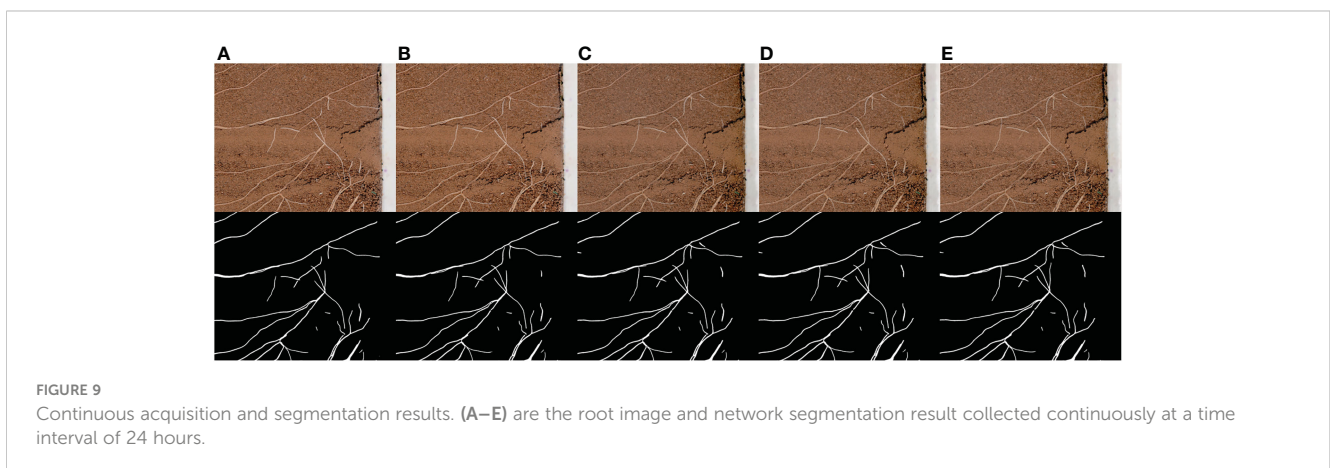 A B C D E
FIGURE 9
Continuous acquisition and segmentation results. (A–E) are the root image and network segmentation result collected continuously at a time
interval of 24 hours.